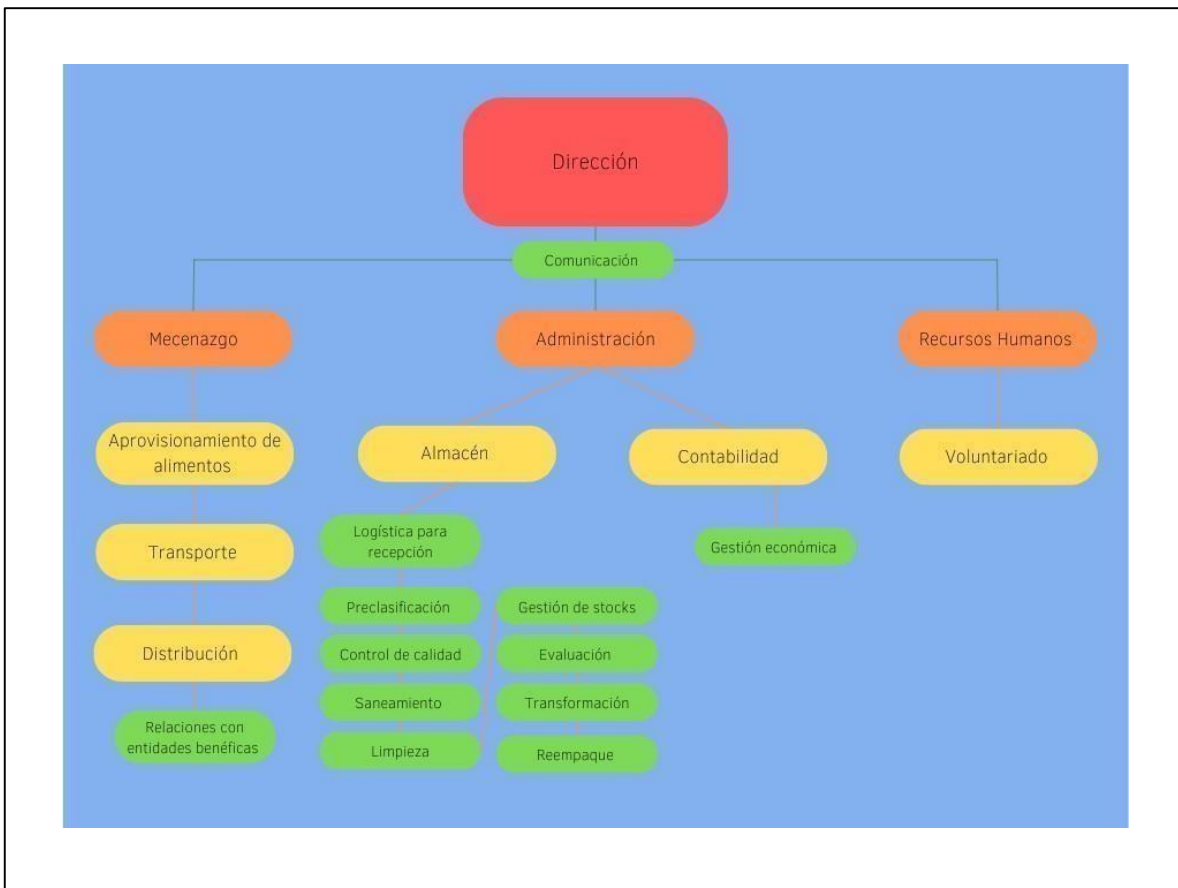 Dirección
Comunicación
Mecenazgo
Administración
Recursos Humanos
Aprovisionamiento de
alimentos
Almacén
Contabilidad
Voluntariado
Transporte
Logística para
recepción
Gestión económica
Preclasificación
Gestión de stocks
Distribución
Control de calidad
Evaluación
Saneamiento
Transformación
Relaciones con
entidades benéficas
Limpieza
Reempaque